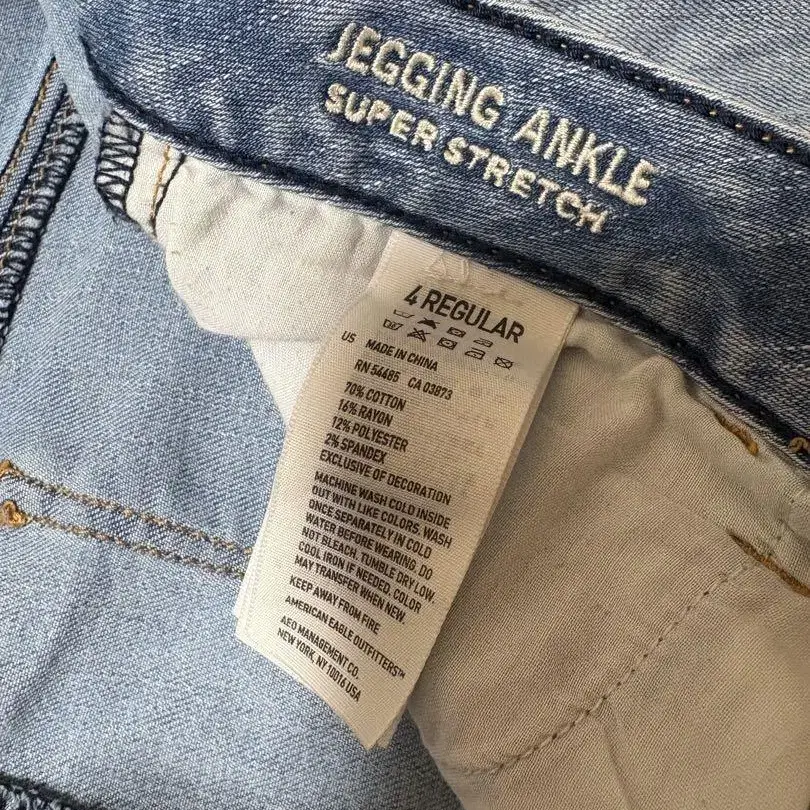 JEGGING ANKLE
SUPER STRETCH
4 REGULAR
US MADE IN CHINA
RN 54485 CA 03873
70% COTTON
16% RAYON
12% POLYESTER
2% SPANDEX
EXCLUSIVE OF DECORATION
MACHINE WASH COLD INSIDE
OUT WITH LIKE COLORS. WASH
ONCE SEPARATELY IN COLD
WATER BEFORE WEARING. DO
NOT BLEACH. TUMBLE DRY LOW.
COOL IRON IF NEEDED. COLOR
MAY TRANSFER WHEN NEW.
KEEP AWAY FROM FIRE
AMERICAN EAGLE OUTFITTERS™
AEO MANAGEMENT CO.
NEW YORK, NY 10016 USA